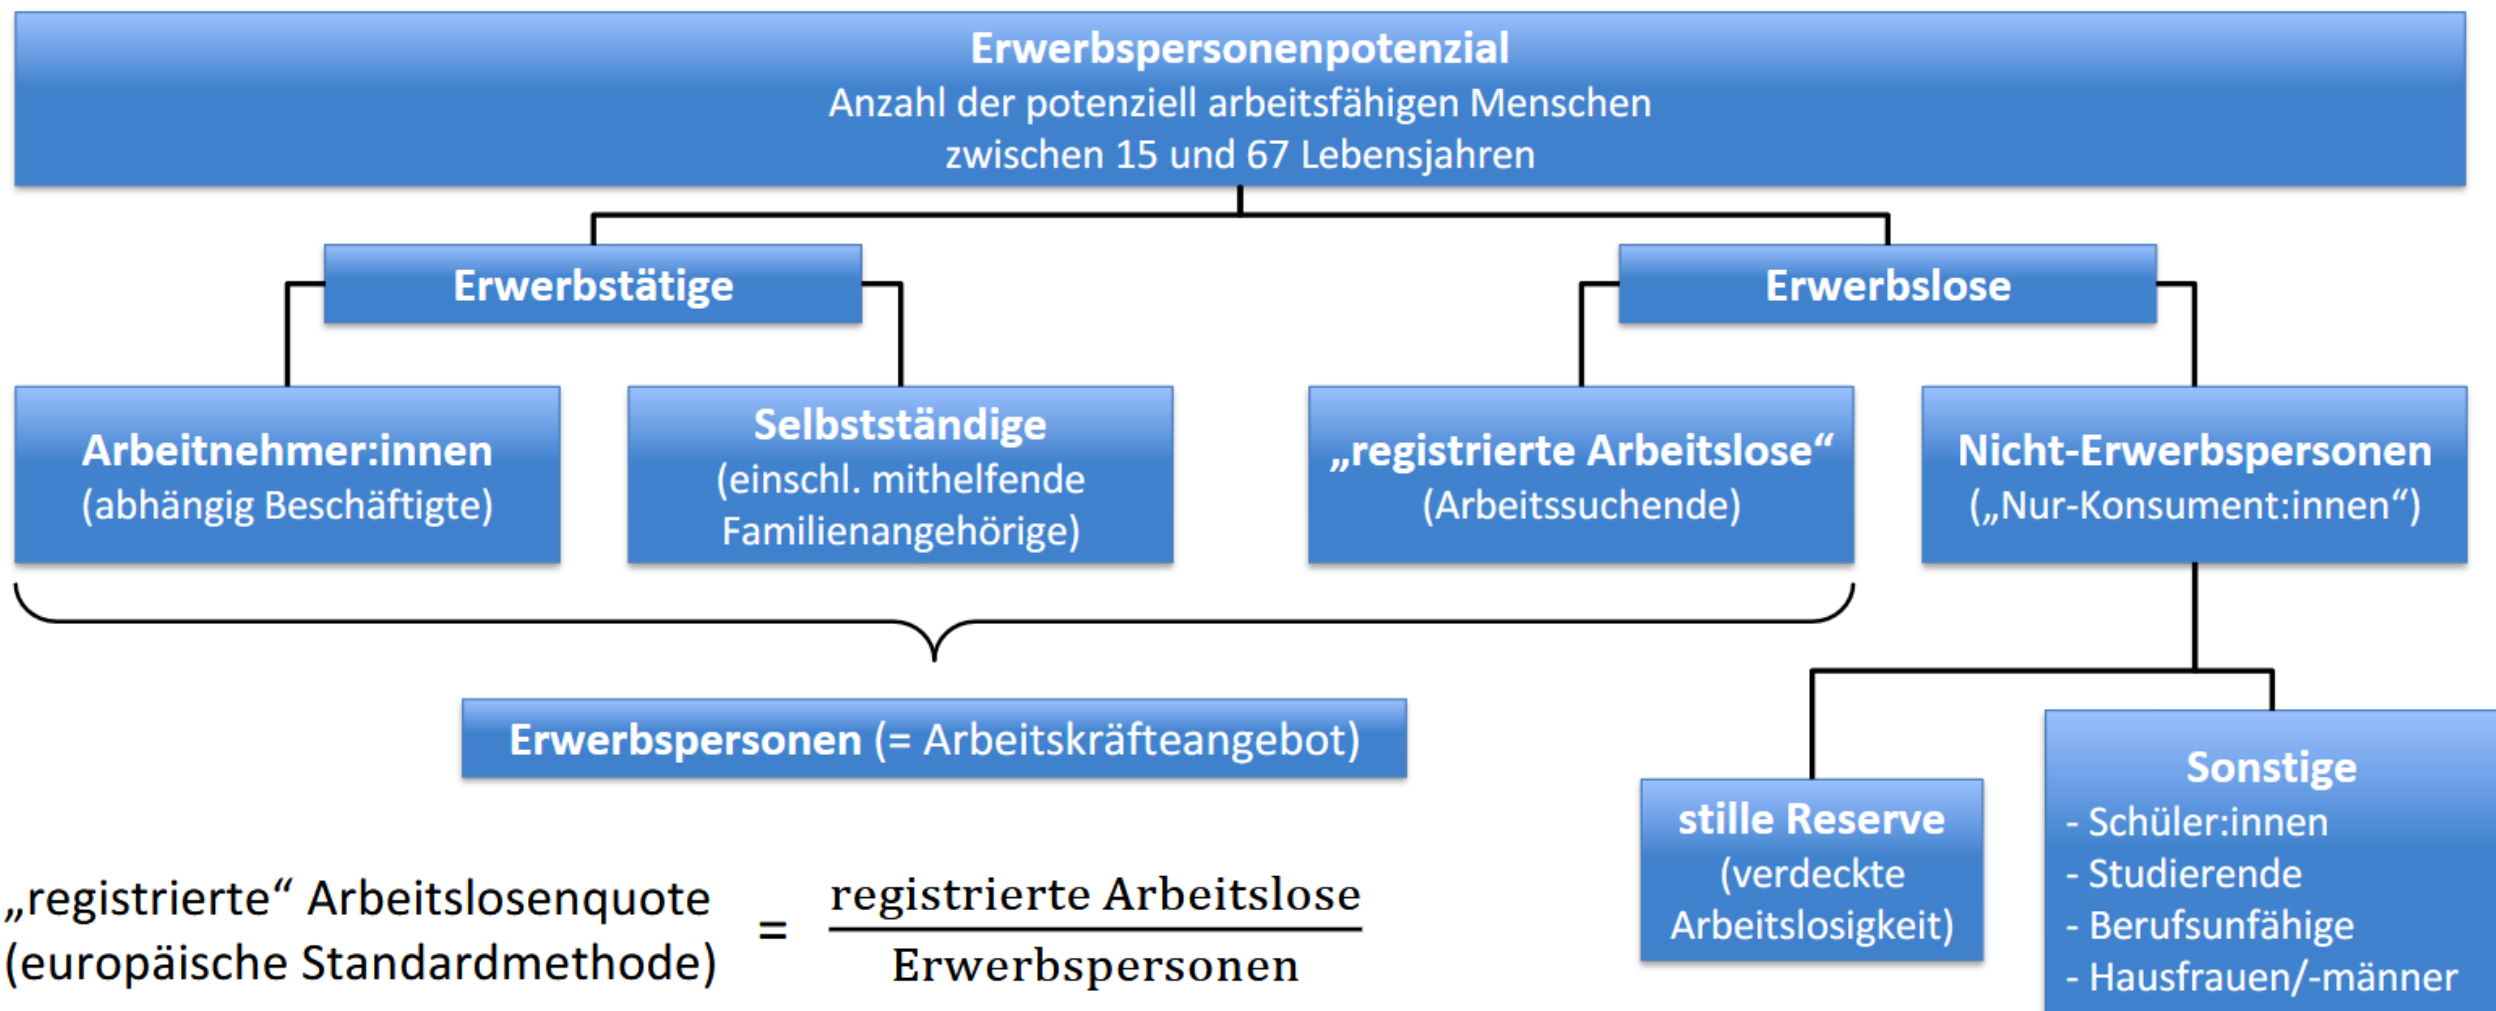 Erwerbspersonenpotenzial
Anzahl der potenziell arbeitsfähigen Menschen
zwischen 15 und 67 Lebensjahren
Erwerbstätige
Erwerbslose
Arbeitnehmer:innen
(abhängig Beschäftigte)
Selbstständige
(einschl. mithelfende
Familienangehörige)
„registrierte Arbeitslose“
(Arbeitssuchende)
Nicht-Erwerbspersonen
(„Nur-Konsument:innen“)
Erwerbspersonen (= Arbeitskräfteangebot)
stille Reserve
(verdeckte
Arbeitslosigkeit)
Sonstige
- Schüler:innen
- Studierende
- Berufsunfähige
- Hausfrauen/-männer
„registrierte“ Arbeitslosenquote
(europäische Standardmethode)
=
registrierte Arbeitslose
Erwerbspersonen